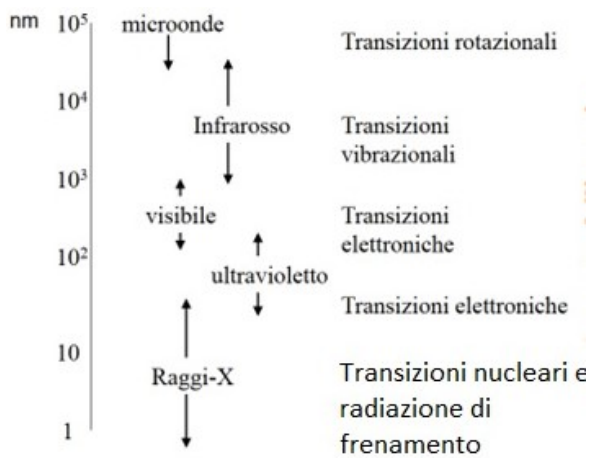 nm 10⁵ microonde
Transizioni rotazionali
10⁴
Infrarosso
Transizioni
vibrazionali
10³
visibile
Transizioni
elettroniche
10²
ultravioletto
Transizioni elettroniche
10
Raggi-X
Transizioni nucleari e
radiazione di
frenamento
1